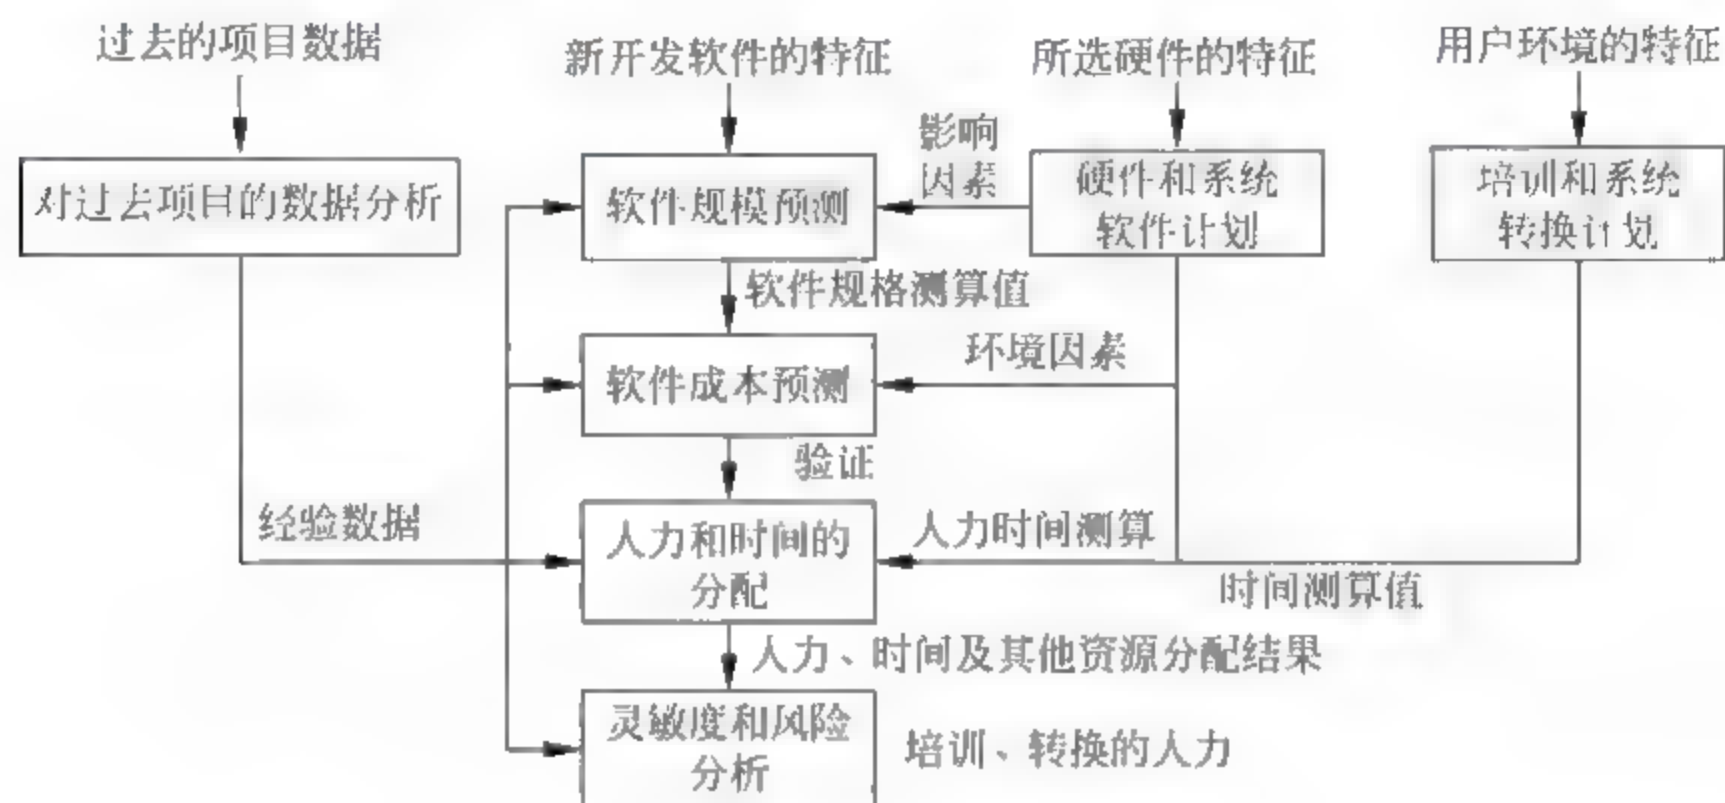 过去的项目数据
新开发软件的特征
所选硬件的特征
用户环境的特征
对过去项目的数据分析
软件规模预测
影响
因素
硬件和系统
软件计划
培训和系统
转换计划
软件规格测算值
软件成本预测
环境因素
验证
经验数据
人力和时间的
分配
人力时间测算
时间测算值
人力、时间及其他资源分配结果
灵敏度和风险
分析
培训、转换的人力